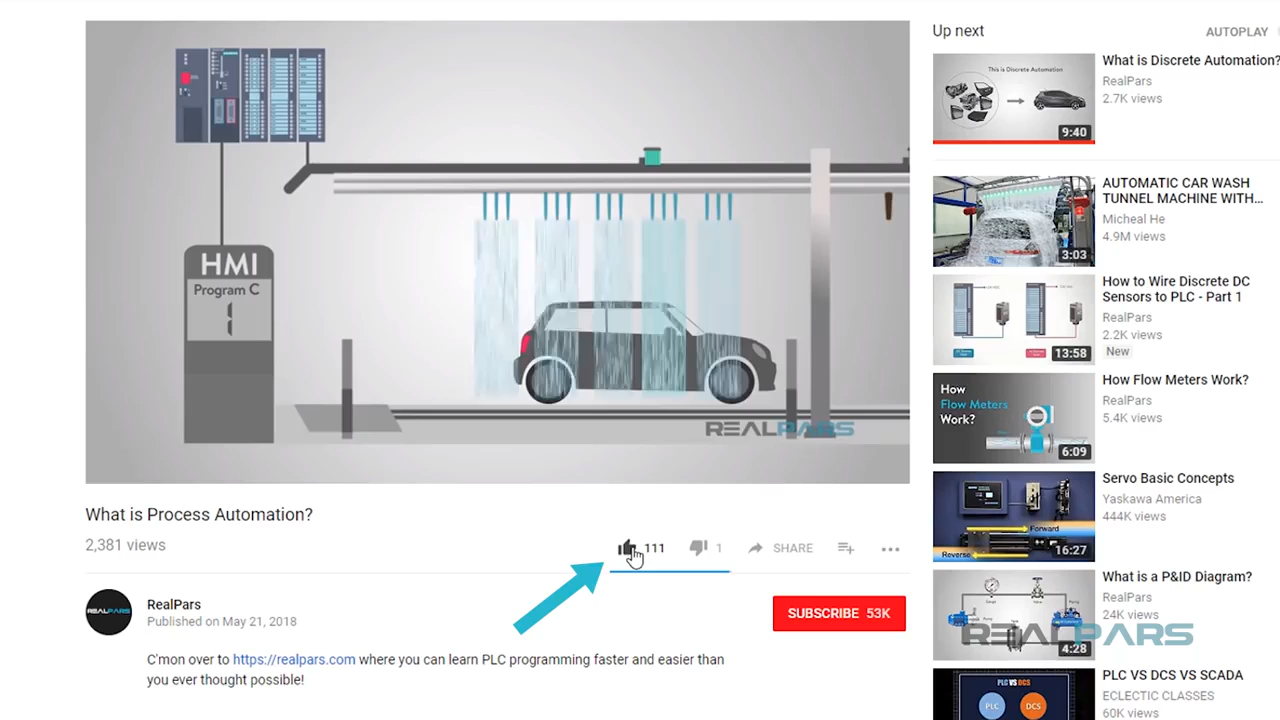 HMI
Program C
1
REALPARS
What is Process Automation?
2,381 views
111
1
SHARE
REALPARS
RealPars
Published on May 21, 2018
SUBSCRIBE 53K
C'mon over to https://realpars.com where you can learn PLC programming faster and easier than
you ever thought possible!
Up next
AUTOPLAY
This is Discrete Automation
9:40
What is Discrete Automation?
RealPars
2.7K views
3:03
AUTOMATIC CAR WASH
TUNNEL MACHINE WITH...
Micheal He
4.9M views
13:58
How to Wire Discrete DC
Sensors to PLC - Part 1
RealPars
2.2K views
New
How
Flow Meters
Work?
6:09
How Flow Meters Work?
RealPars
5.4K views
Forward
Reverse
16:27
Servo Basic Concepts
Yaskawa America
444K views
4:28
What is a P&ID Diagram?
RealPars
24K views
REALPARS
PLC VS DCS
PLC
DCS
PLC VS DCS VS SCADA
ECLECTIC CLASSES
60K views